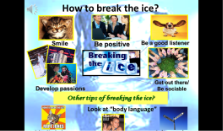 How to break the ice?
Smile
Be positive
Be a good listener
Breaking
the ice
Develop passions
Get out there/
Be sociable
Other tips of breaking the ice?
Look at "body language"